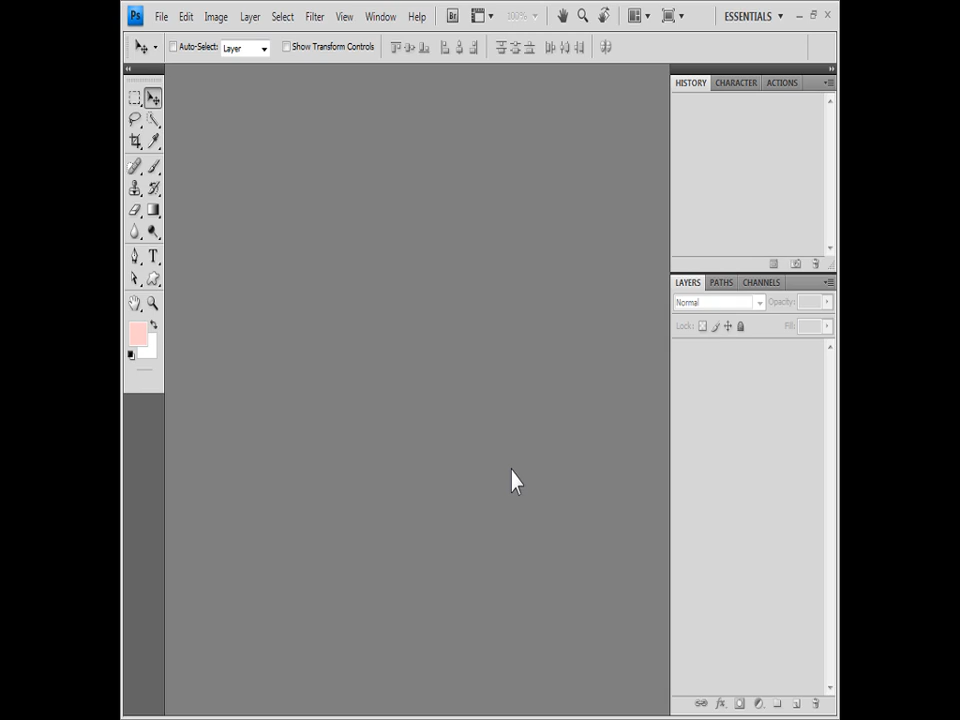 Ps File Edit Image Layer Select Filter View Window Help Br 100% ESSENTIALS
Auto-Select: Layer Show Transform Controls
HISTORY CHARACTER ACTIONS
T
LAYERS PATHS CHANNELS
Normal Opacity:
Lock: Fill:
fx